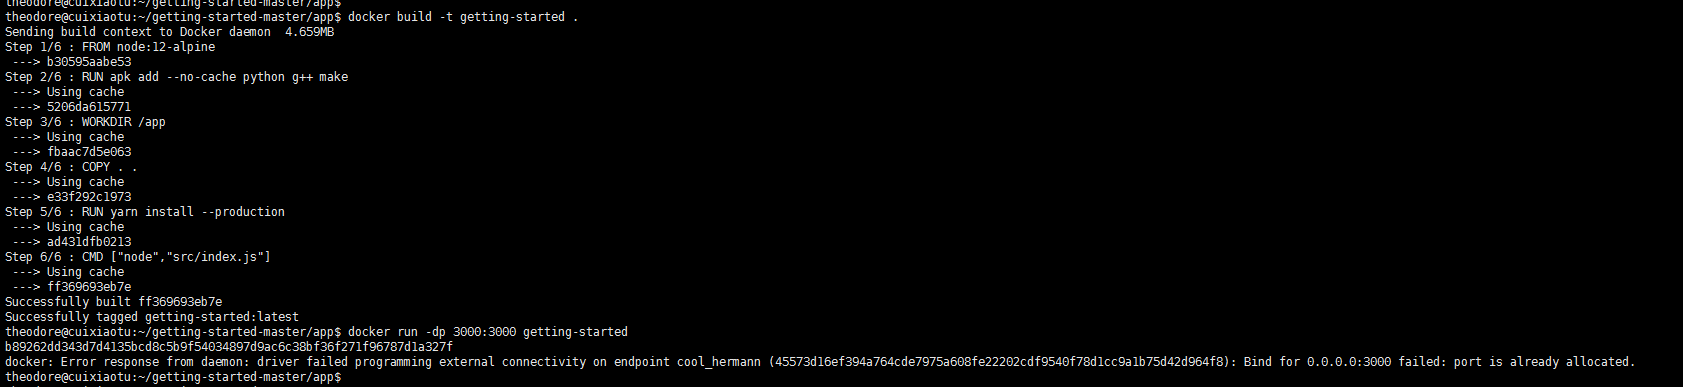 theodore@cuixiaotu:~/getting-started-master/app$
theodore@cuixiaotu:~/getting-started-master/app$ docker build -t getting-started .
Sending build context to Docker daemon  4.659MB
Step 1/6 : FROM node:12-alpine
 ---> b30595aabe53
Step 2/6 : RUN apk add --no-cache python g++ make
 ---> Using cache
 ---> 5206da615771
Step 3/6 : WORKDIR /app
 ---> Using cache
 ---> fbaac7d5e063
Step 4/6 : COPY . .
 ---> Using cache
 ---> e33f292c1973
Step 5/6 : RUN yarn install --production
 ---> Using cache
 ---> ad431dfb0213
Step 6/6 : CMD ["node","src/index.js"]
 ---> Using cache
 ---> ff369693eb7e
Successfully built ff369693eb7e
Successfully tagged getting-started:latest
theodore@cuixiaotu:~/getting-started-master/app$ docker run -dp 3000:3000 getting-started
b89262dd343d7d4135bcd8c5b9f54034897d9ac6c38bf36f271f96787d1a327f
docker: Error response from daemon: driver failed programming external connectivity on endpoint cool_hermann (45573d16ef394a764cde7975a608fe22202cdf9540f78d1cc9a1b75d42d964f8): Bind for 0.0.0.0:3000 failed: port is already allocated.
theodore@cuixiaotu:~/getting-started-master/app$